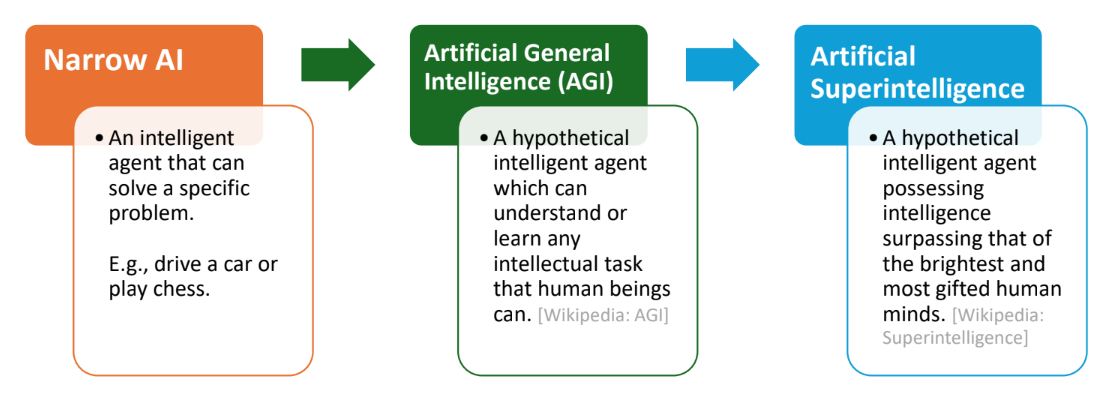 Narrow AI
• An intelligent
agent that can
solve a specific
problem.
E.g., drive a car or
play chess.
Artificial General
Intelligence (AGI)
• A hypothetical
intelligent agent
which can
understand or
learn any
intellectual task
that human beings
can. [Wikipedia: AGI]
Artificial
Superintelligence
• A hypothetical
intelligent agent
possessing
intelligence
surpassing that of
the brightest and
most gifted human
minds. [Wikipedia:
Superintelligence]